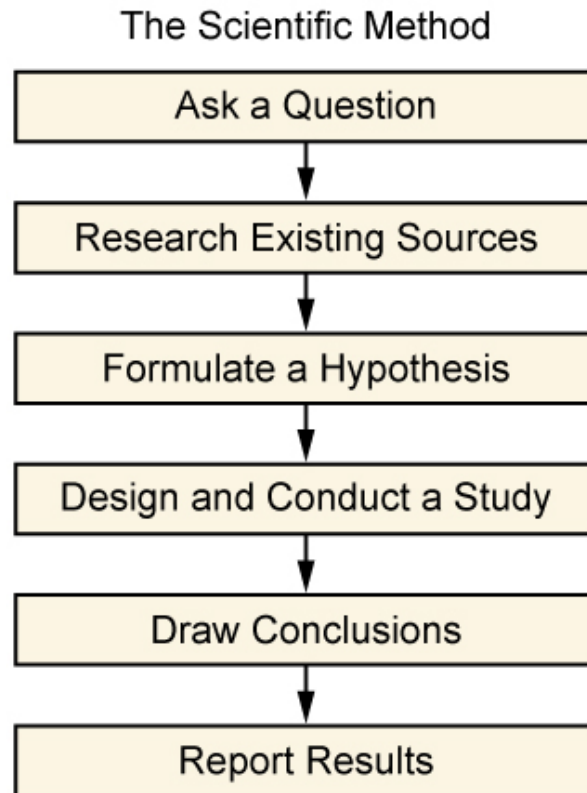 The Scientific Method
Ask a Question
Research Existing Sources
Formulate a Hypothesis
Design and Conduct a Study
Draw Conclusions
Report Results